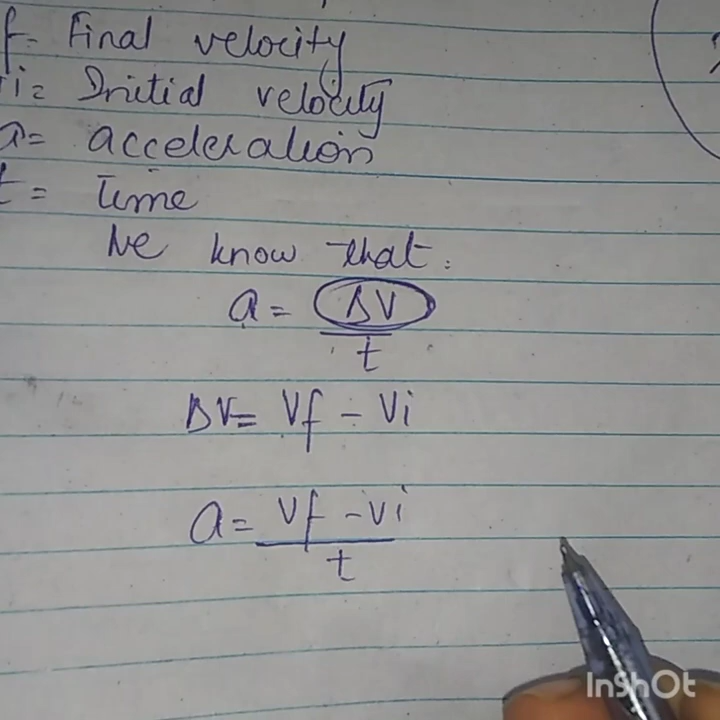 f= Final velocity
i= Initial velocity
a= acceleration
t= Time
We know that:
a= ΔV
t
ΔV= Vf - Vi
a= Vf - Vi
t
InShOt